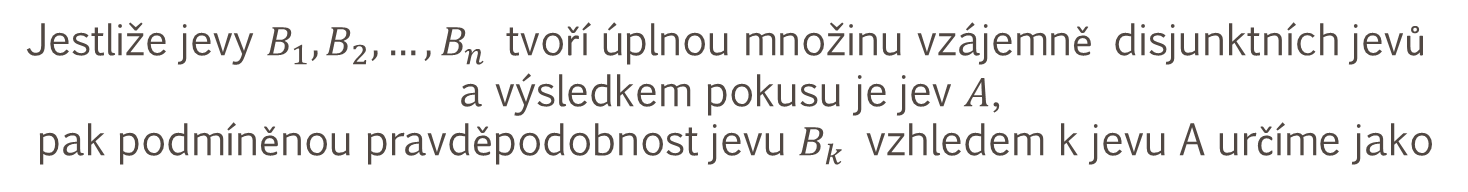 Jestliže jevy B₁, B₂, …, Bₙ tvoří úplnou množinu vzájemně disjunktních jevů
a výsledkem pokusu je jev A,
pak podmíněnou pravděpodobnost jevu Bₖ vzhledem k jevu A určíme jako